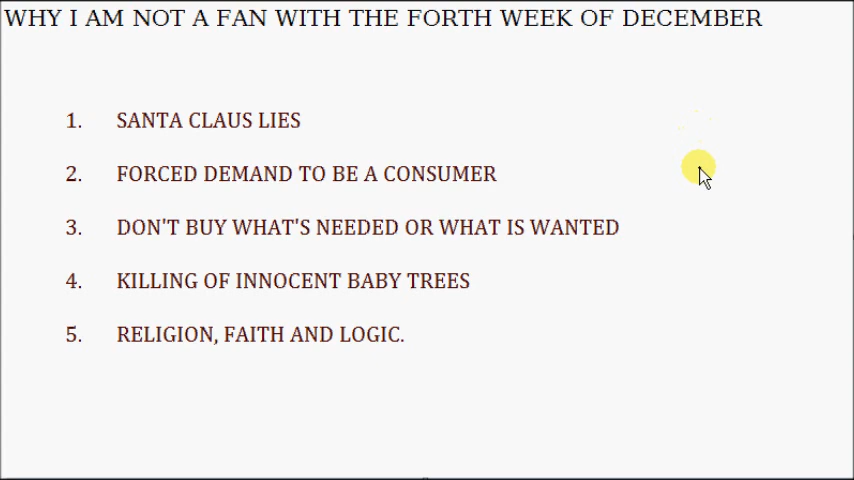 WHY I AM NOT A FAN WITH THE FORTH WEEK OF DECEMBER
1. SANTA CLAUS LIES
2. FORCED DEMAND TO BE A CONSUMER
3. DON'T BUY WHAT'S NEEDED OR WHAT IS WANTED
4. KILLING OF INNOCENT BABY TREES
5. RELIGION, FAITH AND LOGIC.